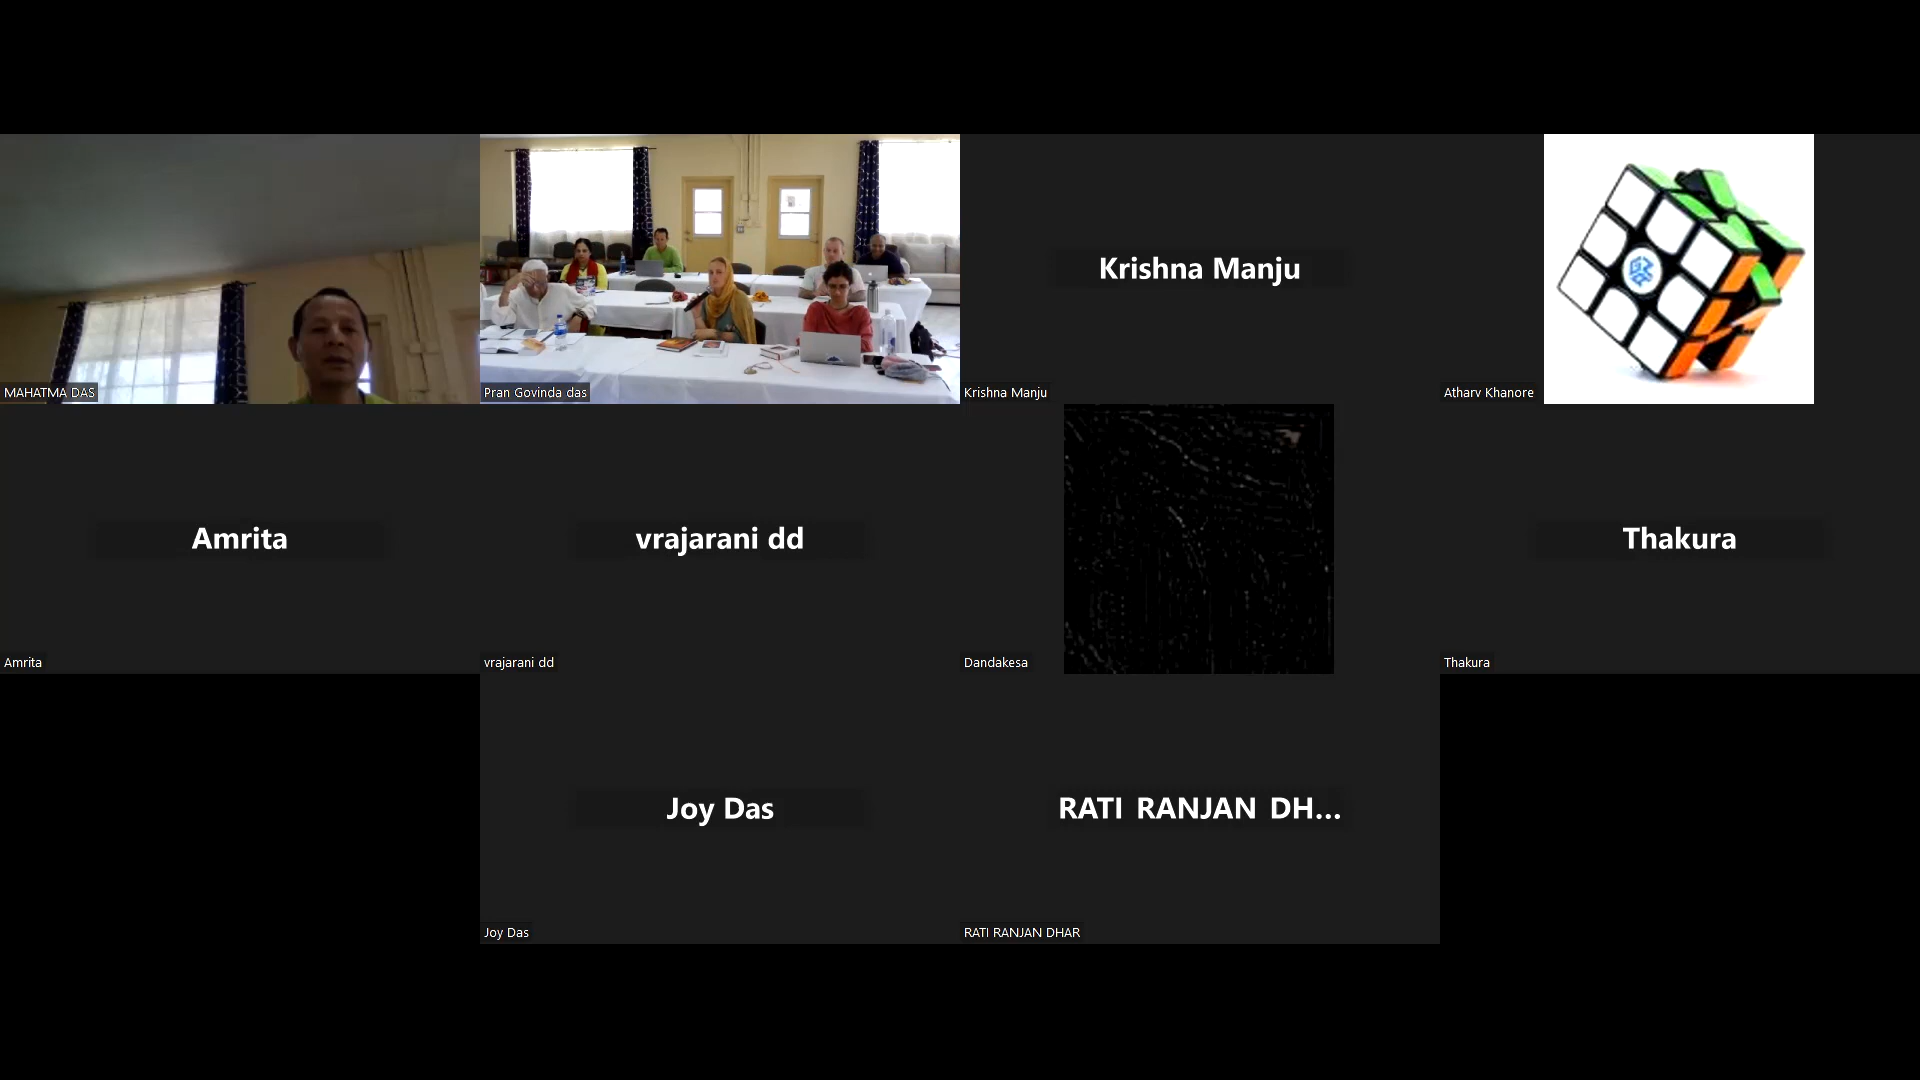 MAHATMA DAS
Pran Govinda das
Krishna Manju
Krishna Manju
Atharv Khanore
Amrita
Amrita
vrajarani dd
vrajarani dd
Dandakesa
Thakura
Thakura
Joy Das
Joy Das
RATI RANJAN DH...
RATI RANJAN DHAR